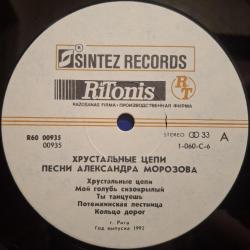 SINTEZ RECORDS
RiTonis
RT
RAŽOŠANAS FIRMA • ПРОИЗВОДСТВЕННАЯ ФИРМА
R60 00935
00935
STEREO 33 A
1-060-C-6
ХРУСТАЛЬНЫЕ ЦЕПИ
ПЕСНИ АЛЕКСАНДРА МОРОЗОВА
Хрустальные цепи
Мой голубь сизокрылый
Ты танцуешь
Потемкинская лестница
Кольцо дорог
г. Рига
Год выпуска 1992